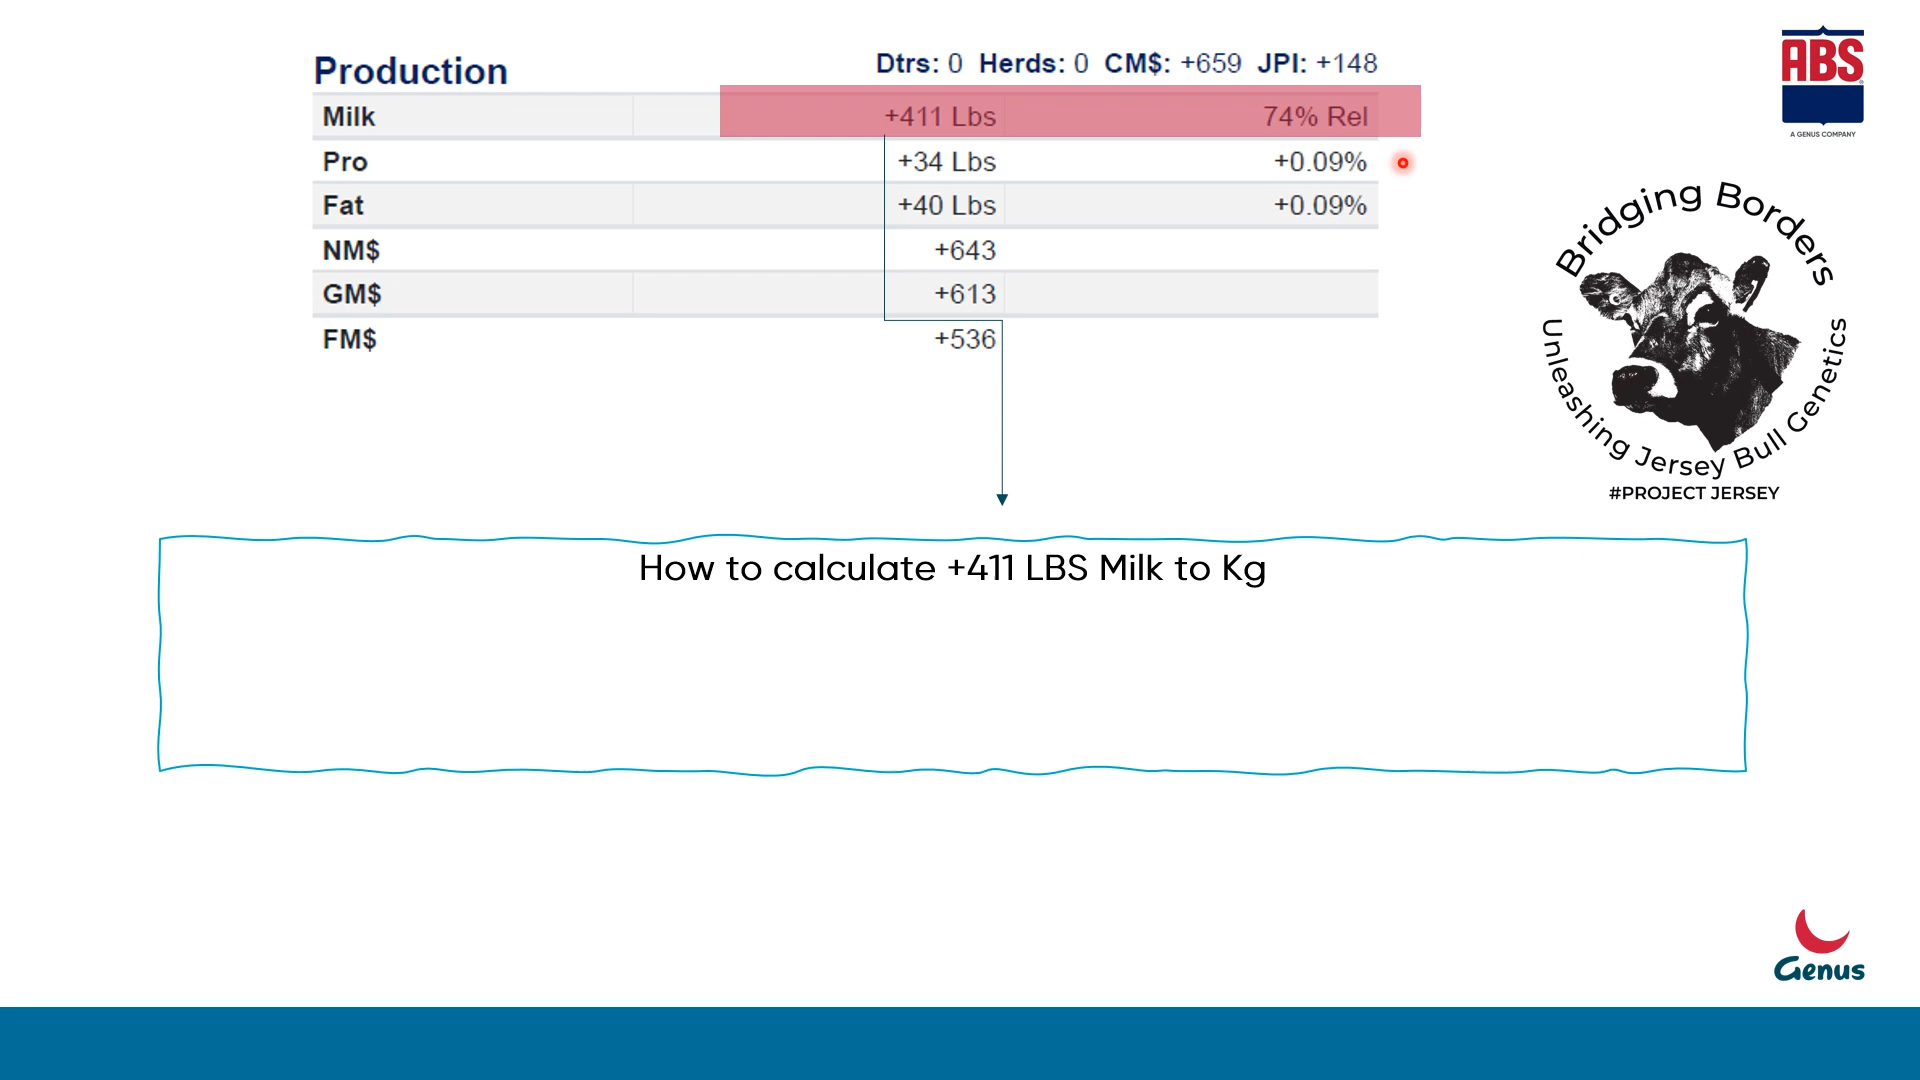 Production
Dtrs: 0 Herds: 0 CM$: +659 JPI: +148
Milk +411 Lbs 74% Rel
Pro +34 Lbs +0.09%
Fat +40 Lbs +0.09%
NM$ +643
GM$ +613
FM$ +536
ABS
A GENUS COMPANY
Bridging Borders
Unleashing Jersey Bull Genetics
#PROJECT JERSEY
How to calculate +411 LBS Milk to Kg
Genus